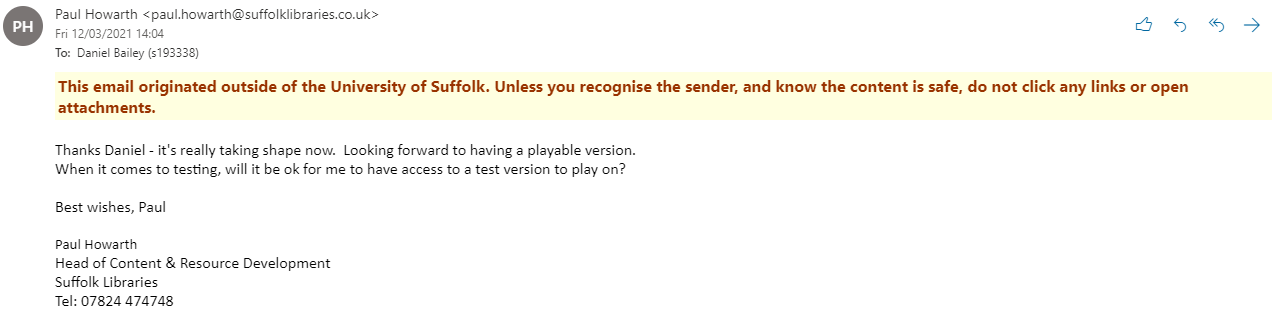 PH
Paul Howarth <paul.howarth@suffolklibraries.co.uk>
Fri 12/03/2021 14:04
To: Daniel Bailey (s193338)
This email originated outside of the University of Suffolk. Unless you recognise the sender, and know the content is safe, do not click any links or open
attachments.
Thanks Daniel - it's really taking shape now.  Looking forward to having a playable version.
When it comes to testing, will it be ok for me to have access to a test version to play on?
Best wishes, Paul
Paul Howarth
Head of Content & Resource Development
Suffolk Libraries
Tel: 07824 474748